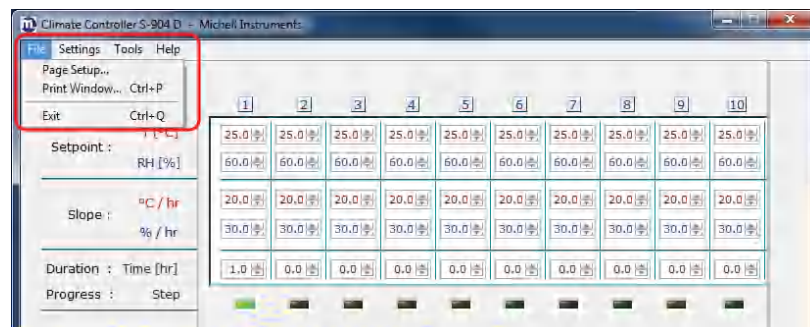 Climate Controller S-904 D - Michell Instruments
File Settings Tools Help
Page Setup...
Print Window... Ctrl+P
Exit Ctrl+Q
1 2 3 4 5 6 7 8 9 10
Setpoint :
T [°C] 25.0 25.0 25.0 25.0 25.0 25.0 25.0 25.0 25.0 25.0
RH [%] 60.0 60.0 60.0 60.0 60.0 60.0 60.0 60.0 60.0 60.0
Slope :
°C / hr 20.0 20.0 20.0 20.0 20.0 20.0 20.0 20.0 20.0 20.0
% / hr 30.0 30.0 30.0 30.0 30.0 30.0 30.0 30.0 30.0 30.0
Duration : Time [hr] 1.0 0.0 0.0 0.0 0.0 0.0 0.0 0.0 0.0 0.0
Progress : Step